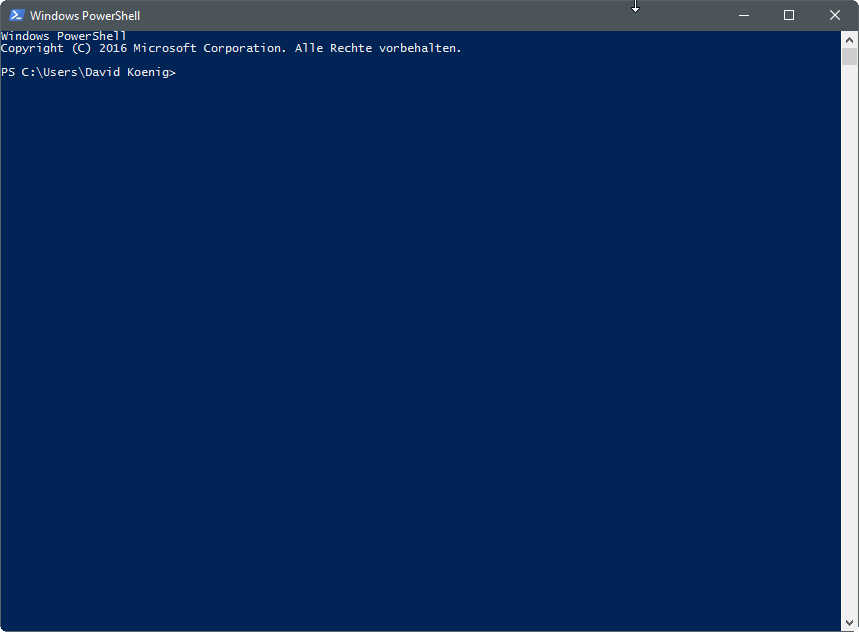 Windows PowerShell
Windows PowerShell
Copyright (C) 2016 Microsoft Corporation. Alle Rechte vorbehalten.
PS C:\Users\David Koenig>